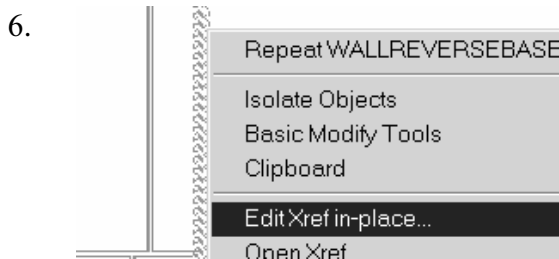 6.
Repeat WALLREVERSEBASE
Isolate Objects
Basic Modify Tools
Clipboard
Edit Xref in-place...
Open Xref